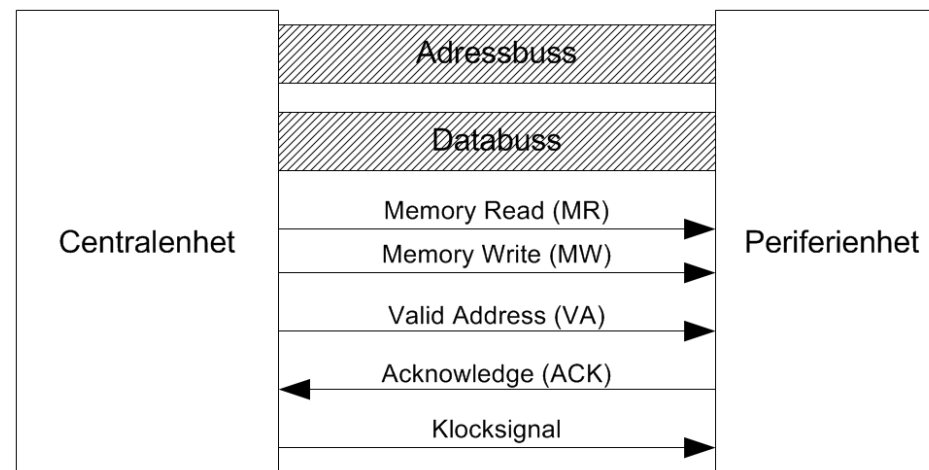 Adressbuss
Databuss
Memory Read (MR)
Centralenhet
Periferienhet
Memory Write (MW)
Valid Address (VA)
Acknowledge (ACK)
Klocksignal